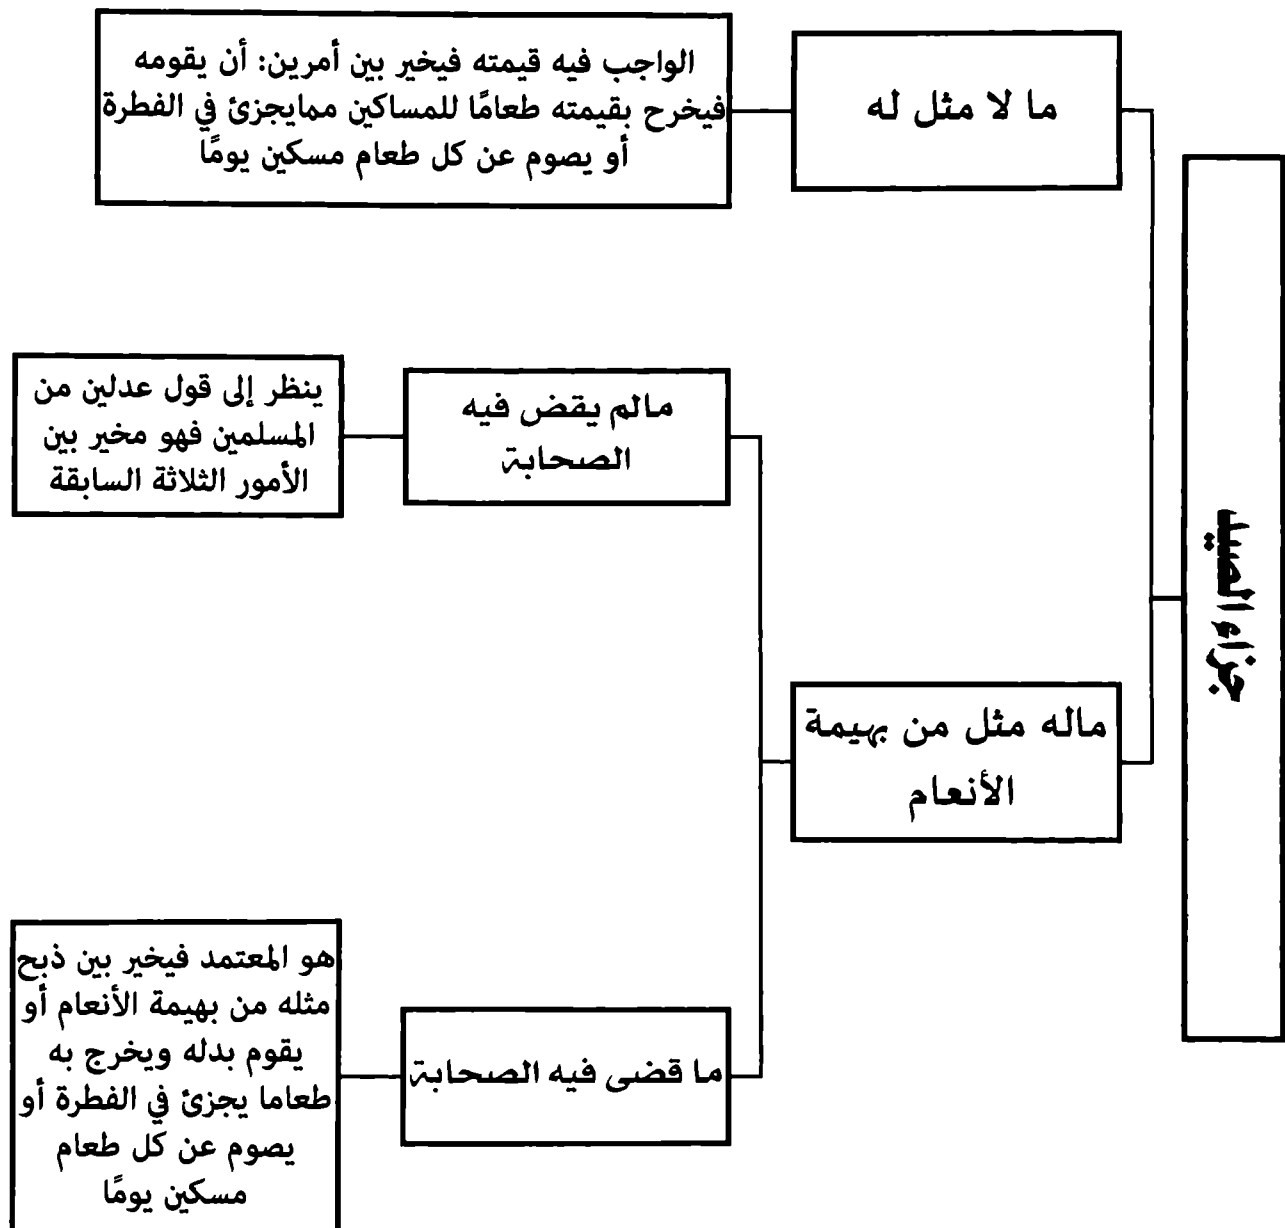 جزاء الصيد
ما لا مثل له
الواجب فيه قيمته فيخير بين أمرين: أن يقومه
فيخرح بقيمته طعامًا للمساكين ممايجزئ في الفطرة
أو يصوم عن كل طعام مسكين يومًا
ماله مثل من بهيمة
الأنعام
مالم يقض فيه
الصحابة
ينظر إلى قول عدلين من
المسلمين فهو مخير بين
الأمور الثلاثة السابقة
ما قضى فيه الصحابة
هو المعتمد فيخير بين ذبح
مثله من بهيمة الأنعام أو
يقوم بدله ويخرج به
طعاما يجزئ في الفطرة أو
يصوم عن كل طعام
مسكين يومًا